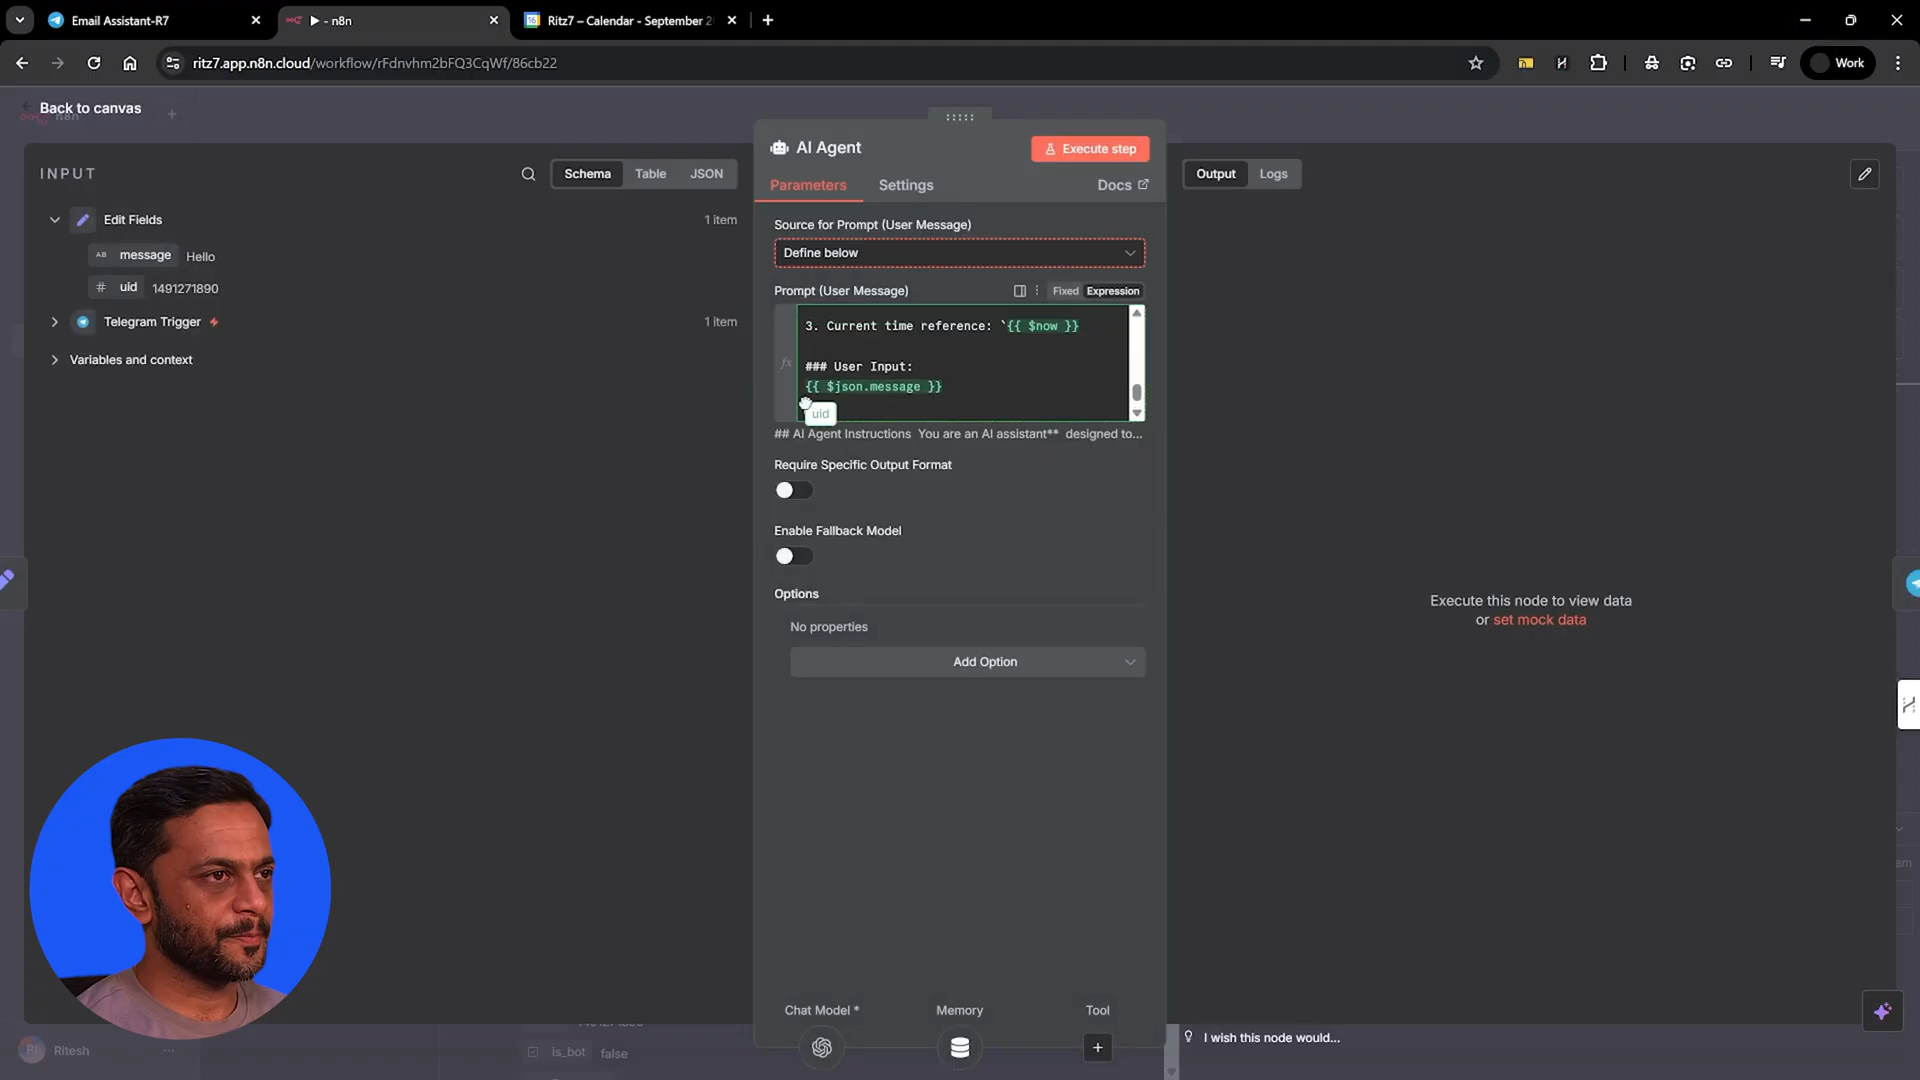 Email Assistant-R7
- n8n
Ritz7 – Calendar - September 2
ritz7.app.n8n.cloud/workflow/rFdnvhm2bFQ3CqWf/86cb22
Work
Back to canvas
n8n
INPUT
Schema
Table
JSON
Edit Fields
1 item
message
Hello
uid
1491271890
Telegram Trigger
1 item
Variables and context
AI Agent
Execute step
Parameters
Settings
Docs
Source for Prompt (User Message)
Define below
Prompt (User Message)
Fixed
Expression
fx
3. Current time reference: `{{ $now }}
### User Input:
{{ $json.message }}
uid
## AI Agent Instructions You are an AI assistant** designed to...
Require Specific Output Format
Enable Fallback Model
Options
No properties
Add Option
Chat Model *
Memory
Tool
Output
Logs
Execute this node to view data
or set mock data
I wish this node would...
Ritesh
is_bot
false